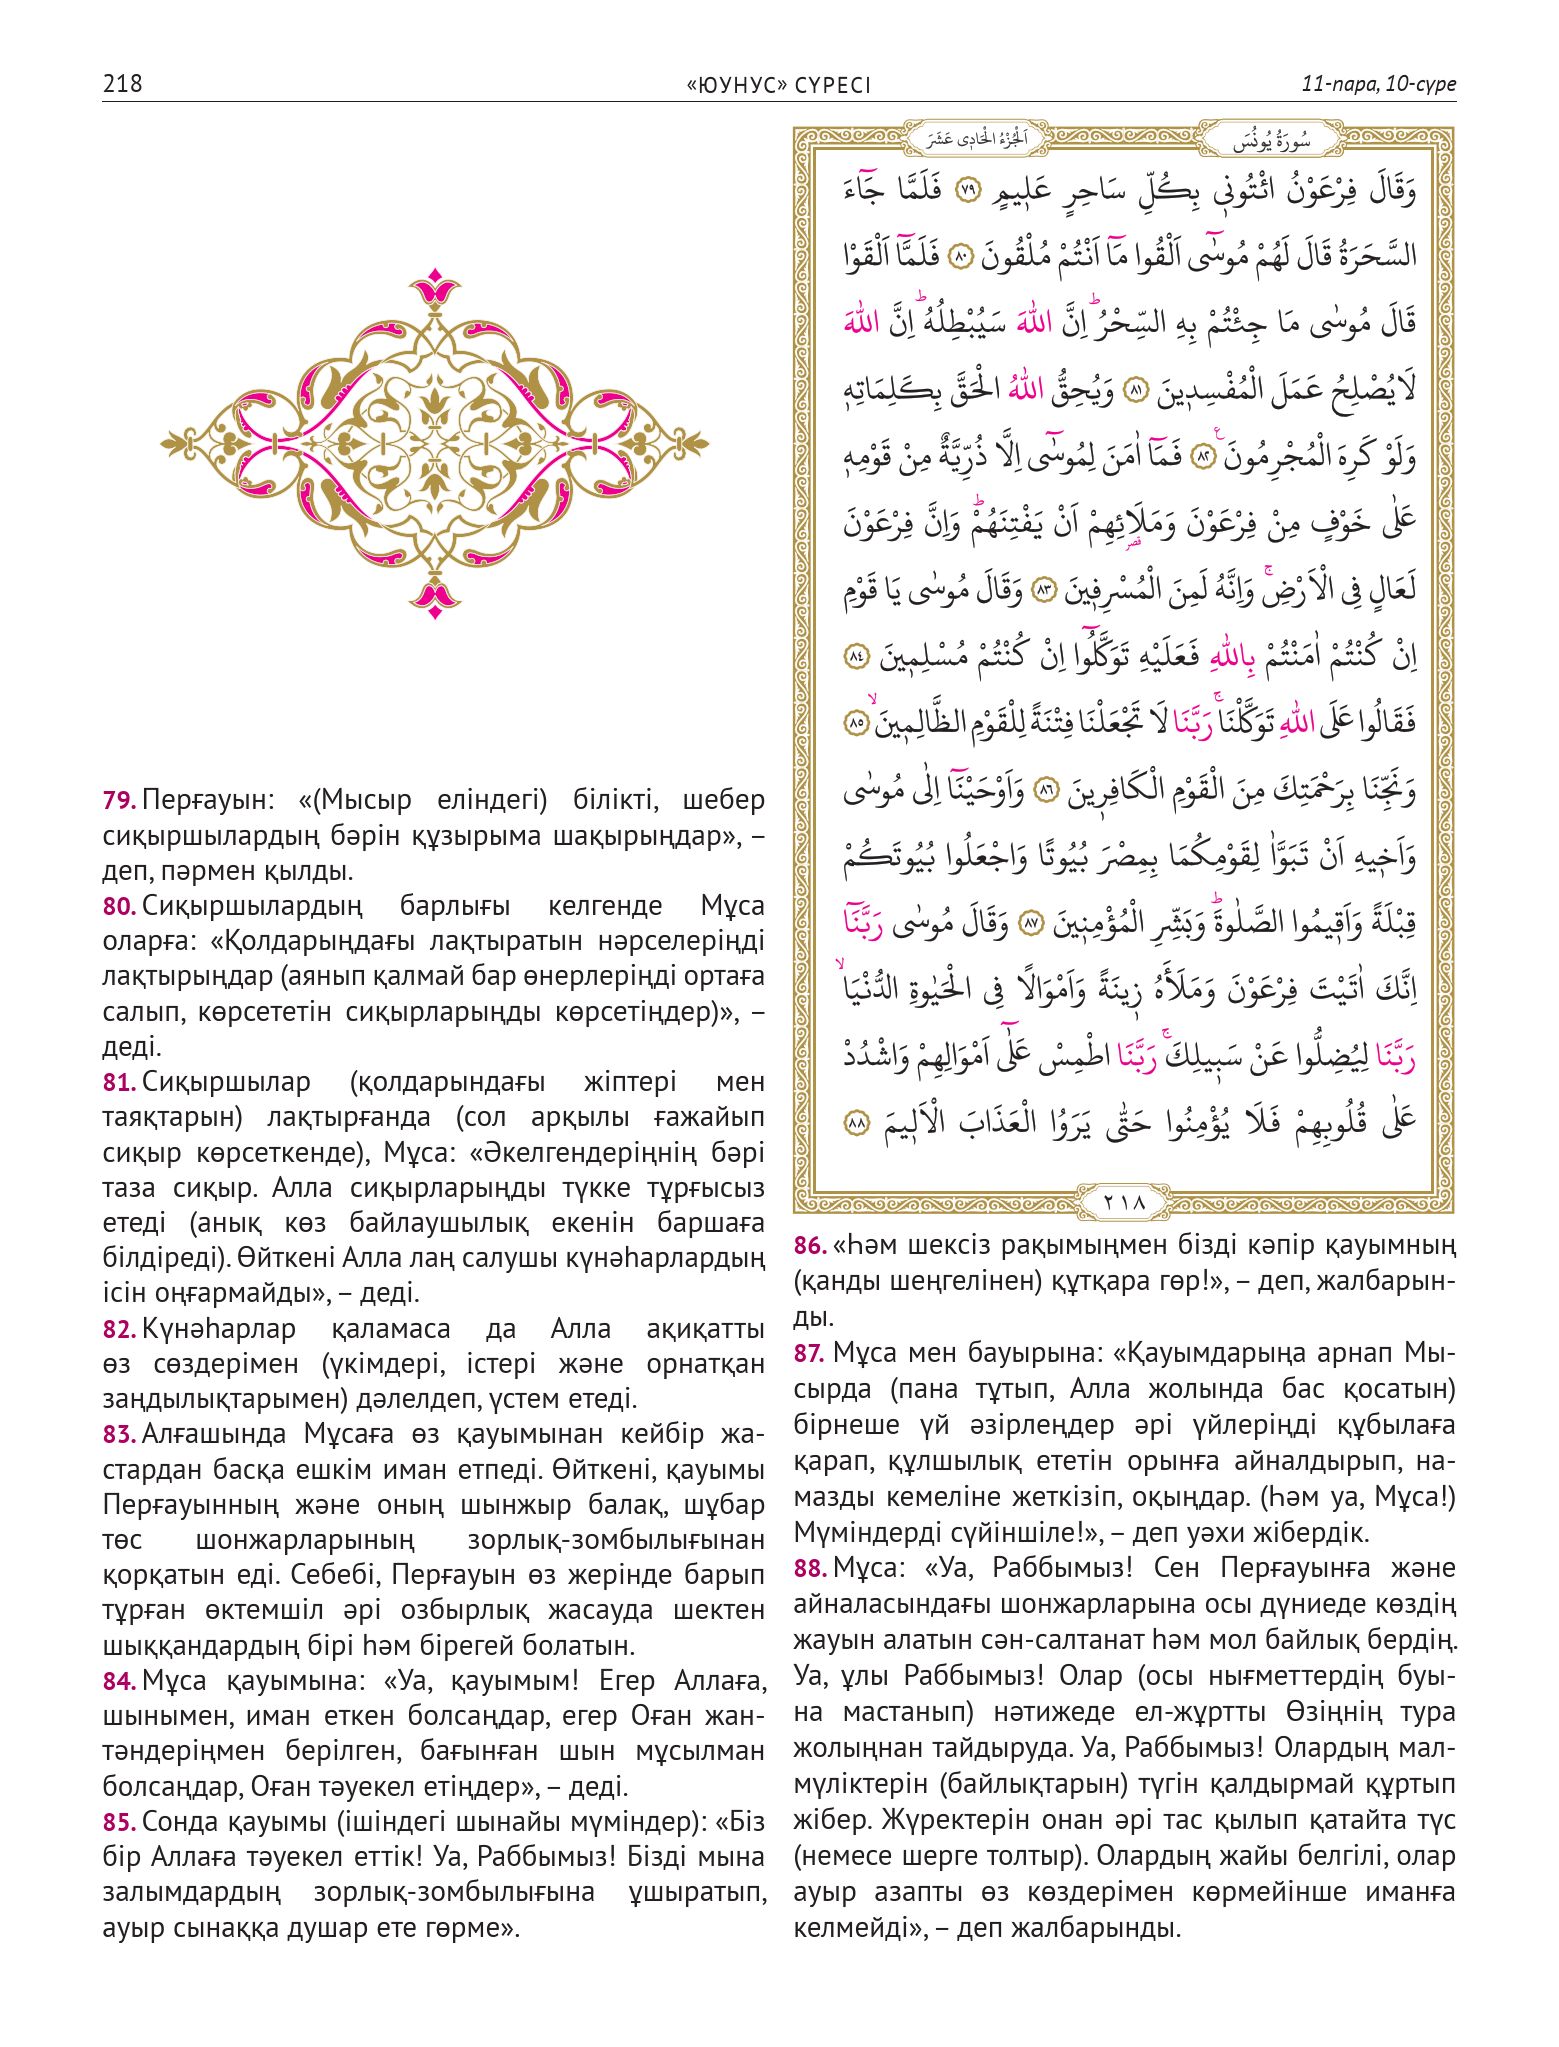 218
«ЮУНУС» СҮРЕСІ
11-пара, 10-сүре
اَلْجُزْءُ الْحَادٖى عَشَرَ
سُورَةُ يُونُسَ
وَقَالَ فِرْعَوْنُ ائْتُونٖى بِكُلِّ سَاحِرٍ عَلٖيمٍ ﴿٧٩﴾ فَلَمَّا جَٓاءَ
السَّحَرَةُ قَالَ لَهُمْ مُوسٰٓى اَلْقُوا مَٓا اَنْتُمْ مُلْقُونَ ﴿٨٠﴾ فَلَمَّٓا اَلْقَوْا
قَالَ مُوسٰى مَا جِئْتُمْ بِهِ السِّحْرُۜ اِنَّ اللّٰهَ سَيُبْطِلُهُۜ اِنَّ اللّٰهَ
لَا يُصْلِحُ عَمَلَ الْمُفْسِدٖينَ ﴿٨١﴾ وَيُحِقُّ اللّٰهُ الْحَقَّ بِكَلِمَاتِهٖ
وَلَوْ كَرِهَ الْمُجْرِمُونَ ﴿٨٢﴾ فَمَٓا اٰمَنَ لِمُوسٰٓى اِلَّا ذُرِّيَّةٌ مِنْ قَوْمِهٖ
عَلٰى خَوْفٍ مِنْ فِرْعَوْنَ وَمَلَا۬ئِهِمْ اَنْ يَفْتِنَهُمْۜ وَاِنَّ فِرْعَوْنَ
لَعَالٍ فِى الْاَرْضِۚ وَاِنَّهُ لَمِنَ الْمُسْرِفٖينَ ﴿٨٣﴾ وَقَالَ مُوسٰى يَا قَوْمِ
اِنْ كُنْتُمْ اٰمَنْتُمْ بِاللّٰهِ فَعَلَيْهِ تَوَكَّلُٓوا اِنْ كُنْتُمْ مُسْلِمٖينَ ﴿٨٤﴾
فَقَالُوا عَلَى اللّٰهِ تَوَكَّلْنَاۚ رَبَّنَا لَا تَجْعَلْنَا فِتْنَةً لِلْقَوْمِ الظَّالِمٖينَۙ ﴿٨٥﴾
وَنَجِّنَا بِرَحْمَتِكَ مِنَ الْقَوْمِ الْكَافِرٖينَ ﴿٨٦﴾ وَاَوْحَيْنَٓا اِلٰى مُوسٰى
وَاَخٖيهِ اَنْ تَبَوَّاٰ لِقَوْمِكُمَا بِمِصْرَ بُيُوتًا وَاجْعَلُوا بُيُوتَكُمْ
قِبْلَةً وَاَقٖيمُوا الصَّلٰوةَۜ وَبَشِّرِ الْمُؤْمِنٖينَ ﴿٨٧﴾ وَقَالَ مُوسٰى رَبَّنَٓا
اِنَّكَ اٰتَيْتَ فِرْعَوْنَ وَمَلَأَهُ زٖينَةً وَاَمْوَالًا فِى الْحَيٰوةِ الدُّنْيَاۙ
رَبَّنَا لِيُضِلُّوا عَنْ سَبٖيلِكَۚ رَبَّنَا اطْمِسْ عَلٰٓى اَمْوَالِهِمْ وَاشْدُدْ
عَلٰى قُلُوبِهِمْ فَلَا يُؤْمِنُوا حَتّٰى يَرَوُا الْعَذَابَ الْاَلٖيمَ ﴿٨٨﴾
٢١٨
79. Перғауын: «(Мысыр еліндегі) білікті, шебер
сиқыршылардың бәрін құзырыма шақырыңдар», –
деп, пәрмен қылды.
80. Сиқыршылардың барлығы келгенде Мұса
оларға: «Қолдарыңдағы лақтыратын нәрселеріңді
лақтырыңдар (аянып қалмай бар өнерлеріңді ортаға
салып, көрсететін сиқырларыңды көрсетіңдер)», –
деді.
81. Сиқыршылар (қолдарындағы жіптері мен
таяқтарын) лақтырғанда (сол арқылы ғажайып
сиқыр көрсеткенде), Мұса: «Әкелгендеріңнің бәрі
таза сиқыр. Алла сиқырларыңды түкке тұрғысыз
етеді (анық көз байлаушылық екенін баршаға
білдіреді). Өйткені Алла лаң салушы күнәһарлардың
ісін оңғармайды», – деді.
82. Күнәһарлар қаламаса да Алла ақиқатты
өз сөздерімен (үкімдері, істері және орнатқан
заңдылықтарымен) дәлелдеп, үстем етеді.
83. Алғашында Мұсаға өз қауымынан кейбір жа-
стардан басқа ешкім иман етпеді. Өйткені, қауымы
Перғауынның және оның шынжыр балақ, шұбар
төс шонжарларының зорлық-зомбылығынан
қорқатын еді. Себебі, Перғауын өз жерінде барып
тұрған өктемшіл әрі озбырлық жасауда шектен
шыққандардың бірі һәм бірегей болатын.
84. Мұса қауымына: «Уа, қауымым! Егер Аллаға,
шынымен, иман еткен болсаңдар, егер Оған жан-
тәндеріңмен берілген, бағынған шын мұсылман
болсаңдар, Оған тәуекел етіңдер», – деді.
85. Сонда қауымы (ішіндегі шынайы мүміндер): «Біз
бір Аллаға тәуекел еттік! Уа, Раббымыз! Бізді мына
залымдардың зорлық-зомбылығына ұшыратып,
ауыр сынаққа душар ете гөрме».
86. «Һәм шексіз рақымыңмен бізді кәпір қауымның
(қанды шеңгелінен) құтқара гөр!», – деп, жалбарын-
ды.
87. Мұса мен бауырына: «Қауымдарыңа арнап Мы-
сырда (пана тұтып, Алла жолында бас қосатын)
бірнеше үй әзірлеңдер әрі үйлеріңді құбылаға
қарап, құлшылық ететін орынға айналдырып, на-
мазды кемеліне жеткізіп, оқыңдар. (Һәм уа, Мұса!)
Мүміндерді сүйіншіле!», – деп уәхи жібердік.
88. Мұса: «Уа, Раббымыз! Сен Перғауынға және
айналасындағы шонжарларына осы дүниеде көздің
жауын алатын сән-салтанат һәм мол байлық бердің.
Уа, ұлы Раббымыз! Олар (осы нығметтердің буы-
на мастанып) нәтижеде ел-жұртты Өзіңнің тура
жолыңнан тайдыруда. Уа, Раббымыз! Олардың мал-
мүліктерін (байлықтарын) түгін қалдырмай құртып
жібер. Жүректерін онан әрі тас қылып қатайта түс
(немесе шерге толтыр). Олардың жайы белгілі, олар
ауыр азапты өз көздерімен көрмейінше иманға
келмейді», – деп жалбарынды.